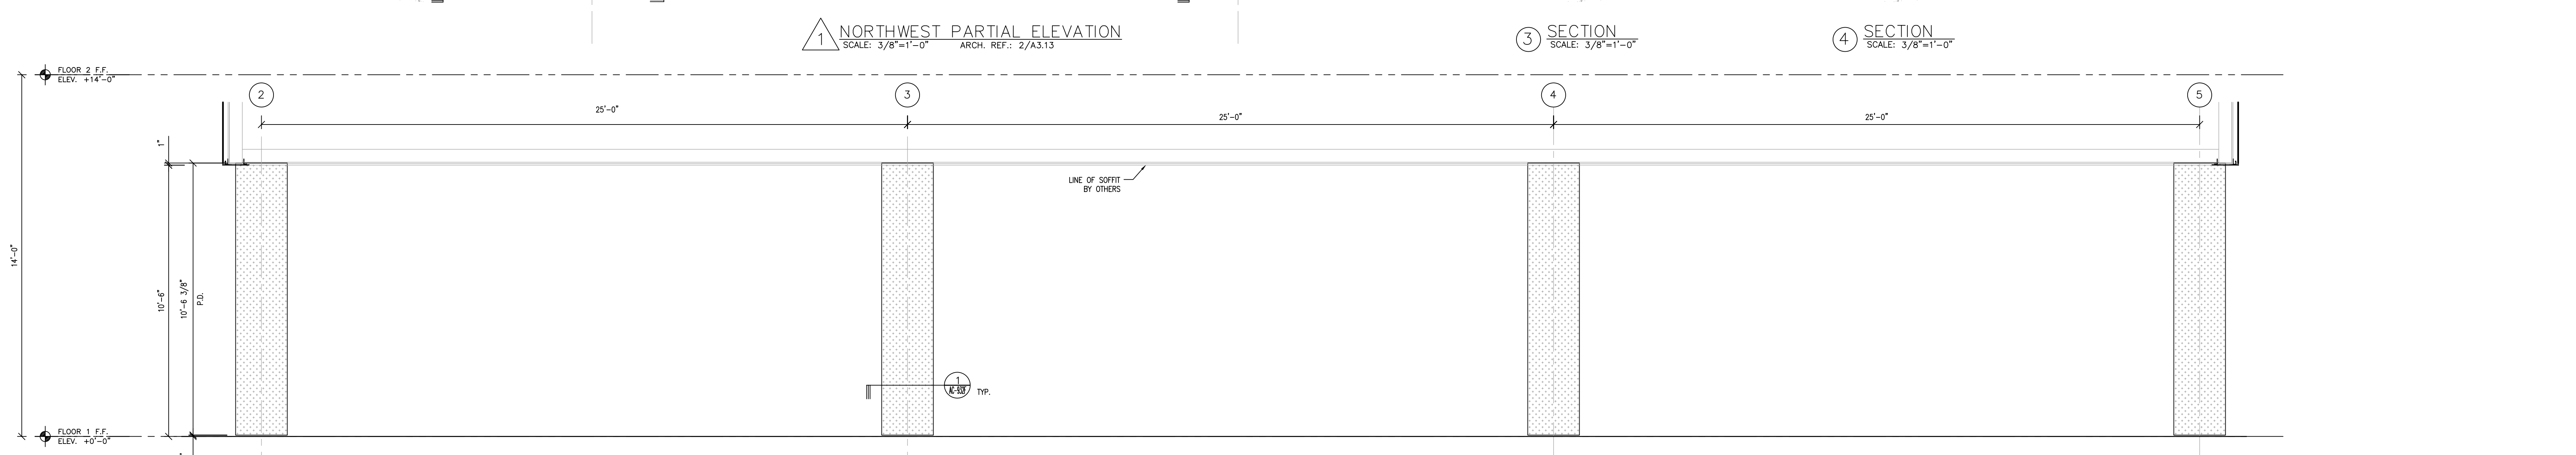 1 NORTHWEST PARTIAL ELEVATION
SCALE: 3/8"=1'-0" ARCH. REF.: 2/A3.13
3 SECTION
SCALE: 3/8"=1'-0"
4 SECTION
SCALE: 3/8"=1'-0"
FLOOR 2 F.F.
ELEV. +14'-0"
2
3
4
5
25'-0"
25'-0"
25'-0"
1"
LINE OF SOFFIT
BY OTHERS
14'-0"
10'-6"
10'-6 3/8"
P.D.
1
TYP.
FLOOR 1 F.F.
ELEV. +0'-0"